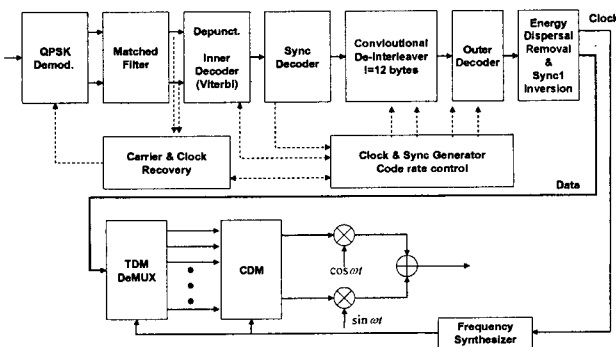 QPSK
Demod.
Matched
Filter
Depunct.
Inner
Decoder
(Viterbi)
Sync
Decoder
Convloutional
De-Interleaver
I=12 bytes
Outer
Decoder
Energy
Dispersal
Removal
&
Sync1
Inversion
Clock
Carrier & Clock
Recovery
Clock & Sync Generator
Code rate control
Data
TDM
DeMUX
CDM
cos ωt
sin ωt
Frequency
Synthesizer